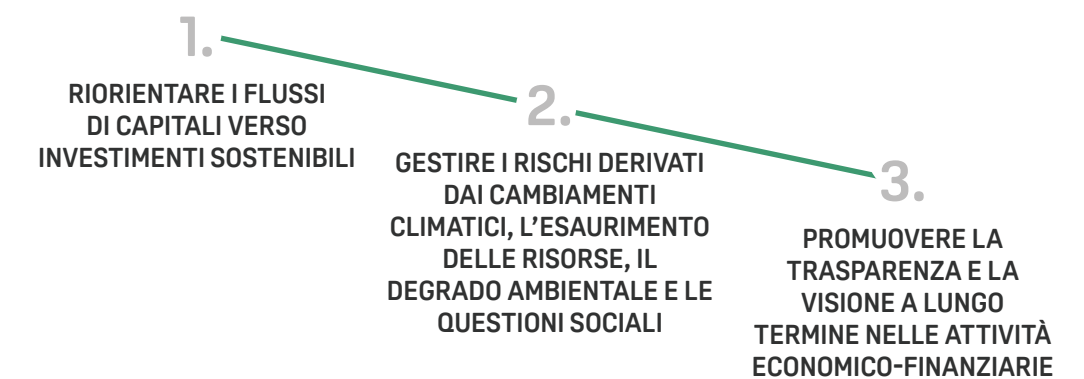 1.
RIORIENTARE I FLUSSI
DI CAPITALI VERSO
INVESTIMENTI SOSTENIBILI
2.
GESTIRE I RISCHI DERIVATI
DAI CAMBIAMENTI
CLIMATICI, L'ESAURIMENTO
DELLE RISORSE, IL
DEGRADO AMBIENTALE E LE
QUESTIONI SOCIALI
3.
PROMUOVERE LA
TRASPARENZA E LA
VISIONE A LUNGO
TERMINE NELLE ATTIVITÀ
ECONOMICO-FINANZIARIE